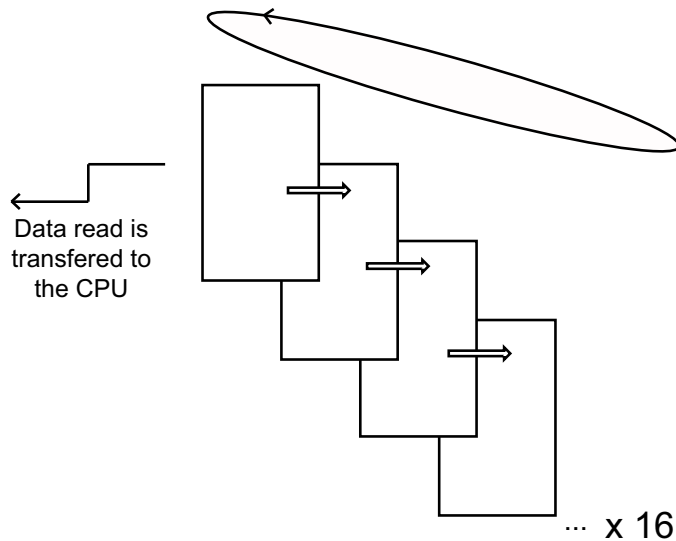 Data read is
transfered to
the CPU
... x 16